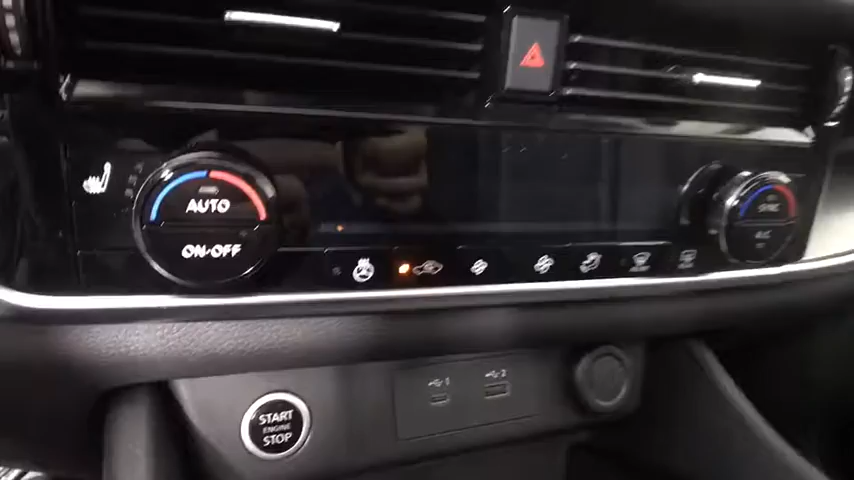 AUTO
ON·OFF
SYNC
A/C
1
2
START
ENGINE
STOP